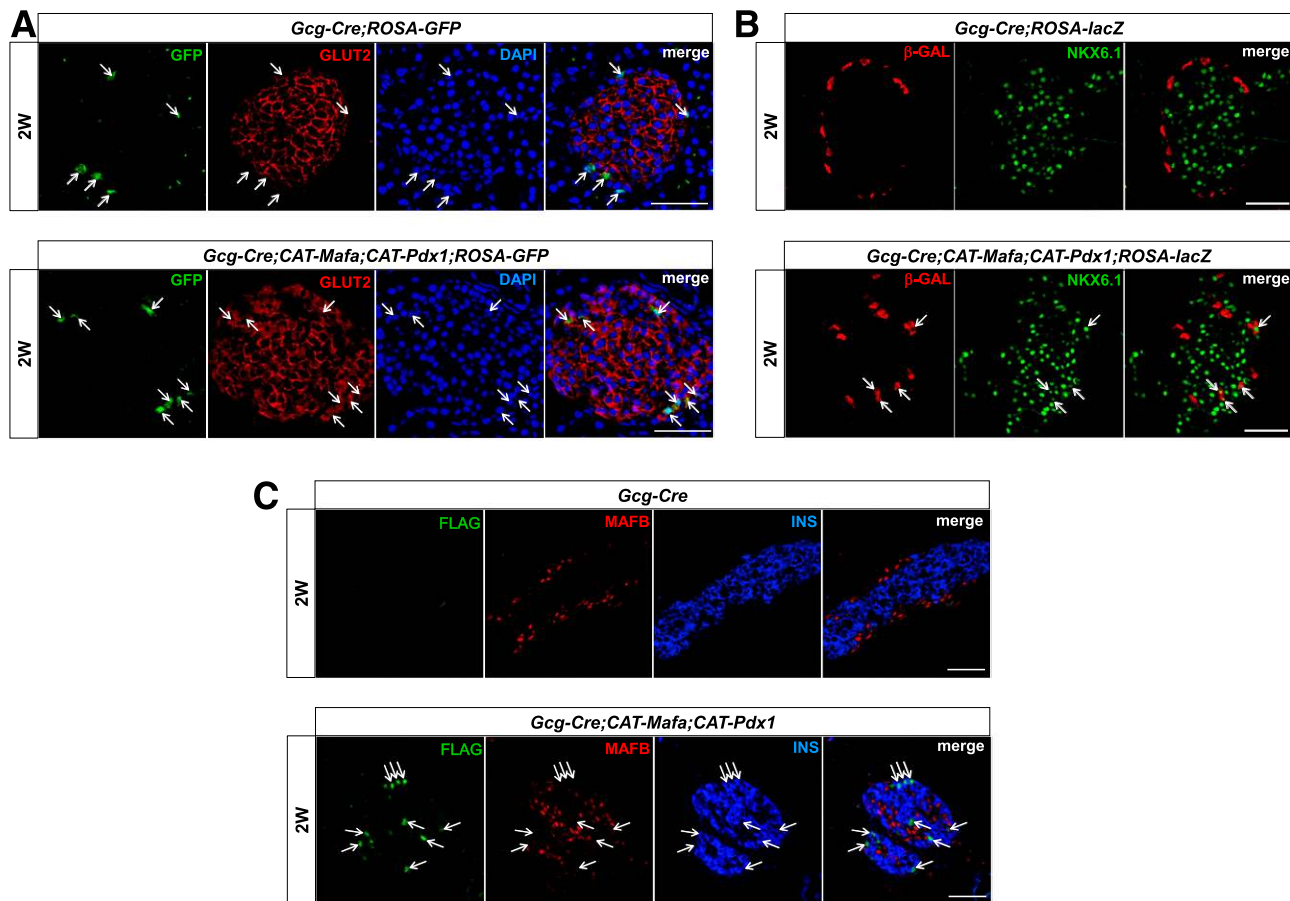 A
Gcg-Cre;ROSA-GFP
2W
GFP
GLUT2
DAPI
merge
Gcg-Cre;CAT-Mafa;CAT-Pdx1;ROSA-GFP
2W
GFP
GLUT2
DAPI
merge
B
Gcg-Cre;ROSA-lacZ
2W
β-GAL
NKX6.1
merge
Gcg-Cre;CAT-Mafa;CAT-Pdx1;ROSA-lacZ
2W
β-GAL
NKX6.1
merge
C
Gcg-Cre
2W
FLAG
MAFB
INS
merge
Gcg-Cre;CAT-Mafa;CAT-Pdx1
2W
FLAG
MAFB
INS
merge